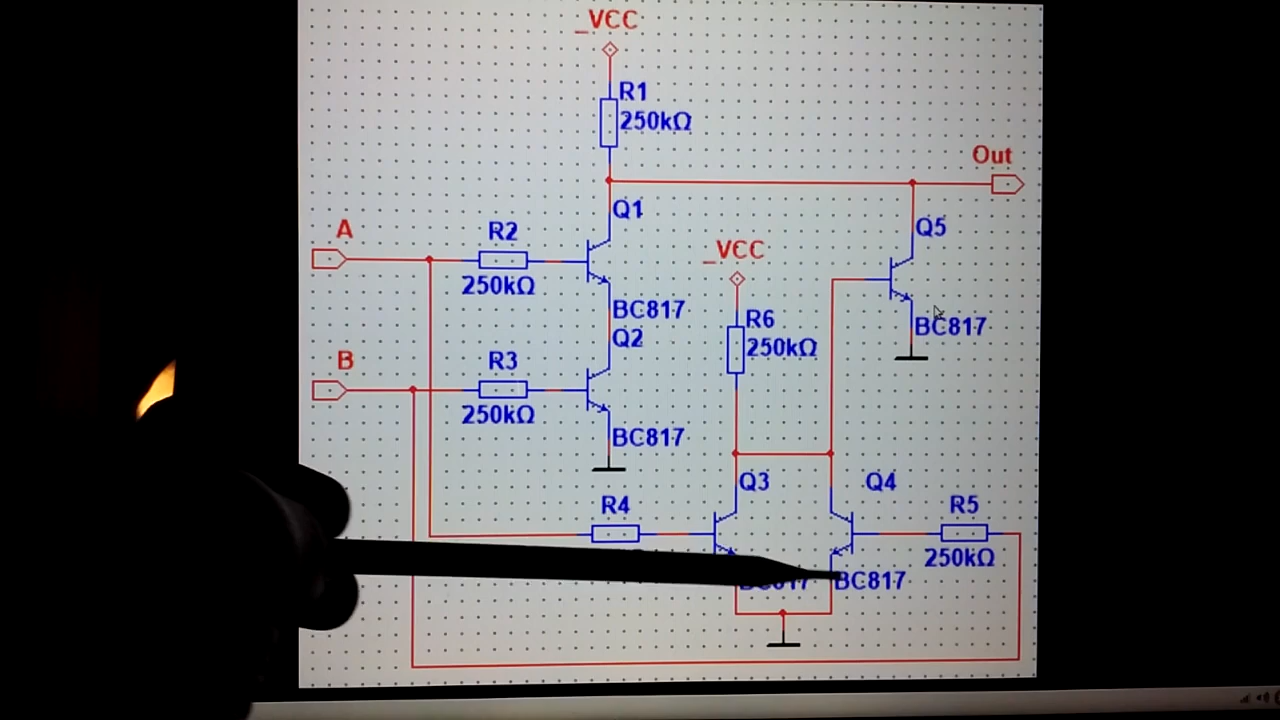 _VCC
R1
250kΩ
Out
Q1
Q5
A
R2
250kΩ
_VCC
BC817
Q2
R6
250kΩ
BC817
B
R3
250kΩ
BC817
Q3
Q4
R4
R5
250kΩ
BC817
BC817